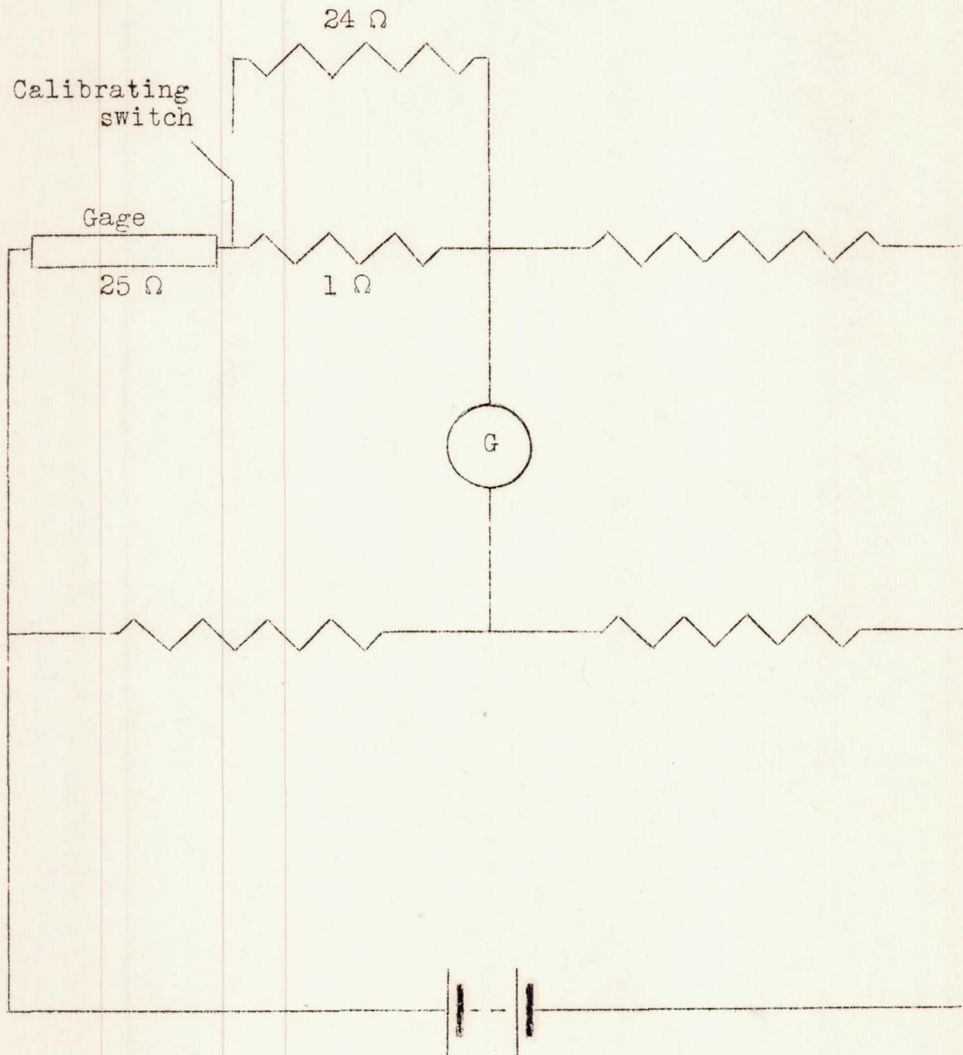 24 Ω
Calibrating
switch
Gage
25 Ω
1 Ω
G